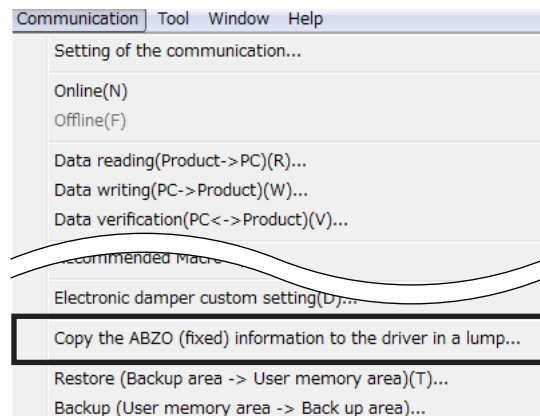 Communication Tool Window Help
Setting of the communication...
Online(N)
Offline(F)
Data reading(Product->PC)(R)...
Data writing(PC->Product)(W)...
Data verification(PC<->Product)(V)...
Recommended Macro
Electronic damper custom setting(D)...
Copy the ABZO (fixed) information to the driver in a lump...
Restore (Backup area -> User memory area)(T)...
Backup (User memory area -> Back up area)...